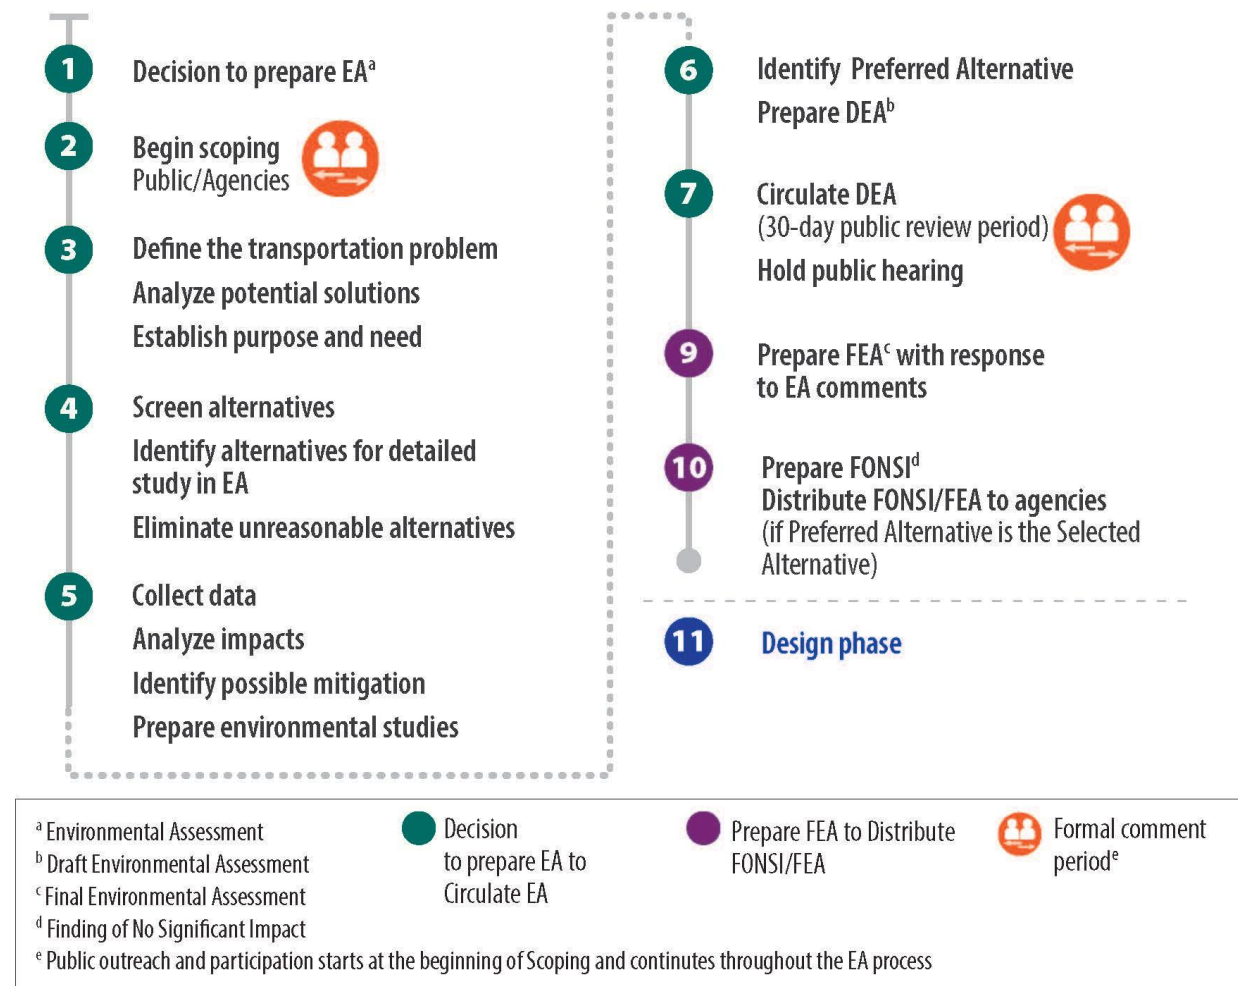 1
Decision to prepare EAᵃ
2
Begin scoping
Public/Agencies
3
Define the transportation problem
Analyze potential solutions
Establish purpose and need
4
Screen alternatives
Identify alternatives for detailed
study in EA
Eliminate unreasonable alternatives
5
Collect data
Analyze impacts
Identify possible mitigation
Prepare environmental studies
6
Identify Preferred Alternative
Prepare DEAᵇ
7
Circulate DEA
(30-day public review period)
Hold public hearing
9
Prepare FEAᶜ with response
to EA comments
10
Prepare FONSIᵈ
Distribute FONSI/FEA to agencies
(if Preferred Alternative is the Selected
Alternative)
11
Design phase
ᵃ Environmental Assessment
ᵇ Draft Environmental Assessment
ᶜ Final Environmental Assessment
ᵈ Finding of No Significant Impact
ᵉ Public outreach and participation starts at the beginning of Scoping and continutes throughout the EA process
Decision
to prepare EA to
Circulate EA
Prepare FEA to Distribute
FONSI/FEA
Formal comment
periodᵉ